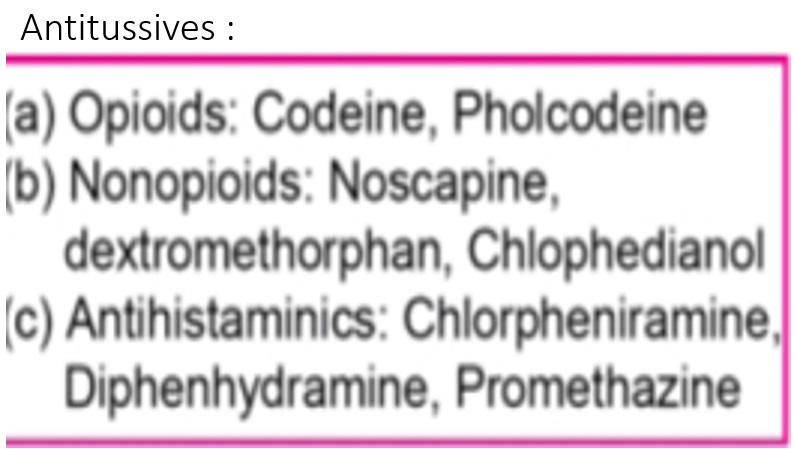 Antitussives :
(a) Opioids: Codeine, Pholcodeine
(b) Nonopioids: Noscapine,
dextromethorphan, Chlophedianol
(c) Antihistaminics: Chlorpheniramine,
Diphenhydramine, Promethazine